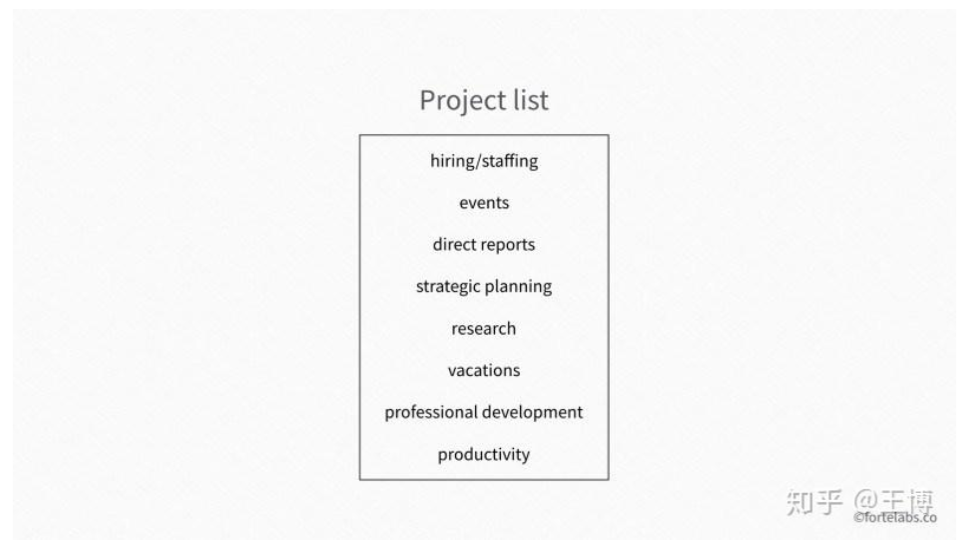 Project list
hiring/staffing
events
direct reports
strategic planning
research
vacations
professional development
productivity
知乎 @王博
©fortelabs.co